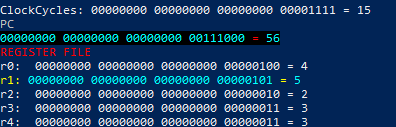 ClockCycles: 00000000 00000000 00000000 00001111 = 15
PC
00000000 00000000 00000000 00111000 = 56
REGISTER FILE
r0: 00000000 00000000 00000000 00000100 = 4
r1: 00000000 00000000 00000000 00000101 = 5
r2: 00000000 00000000 00000000 00000010 = 2
r3: 00000000 00000000 00000000 00000011 = 3
r4: 00000000 00000000 00000000 00000011 = 3